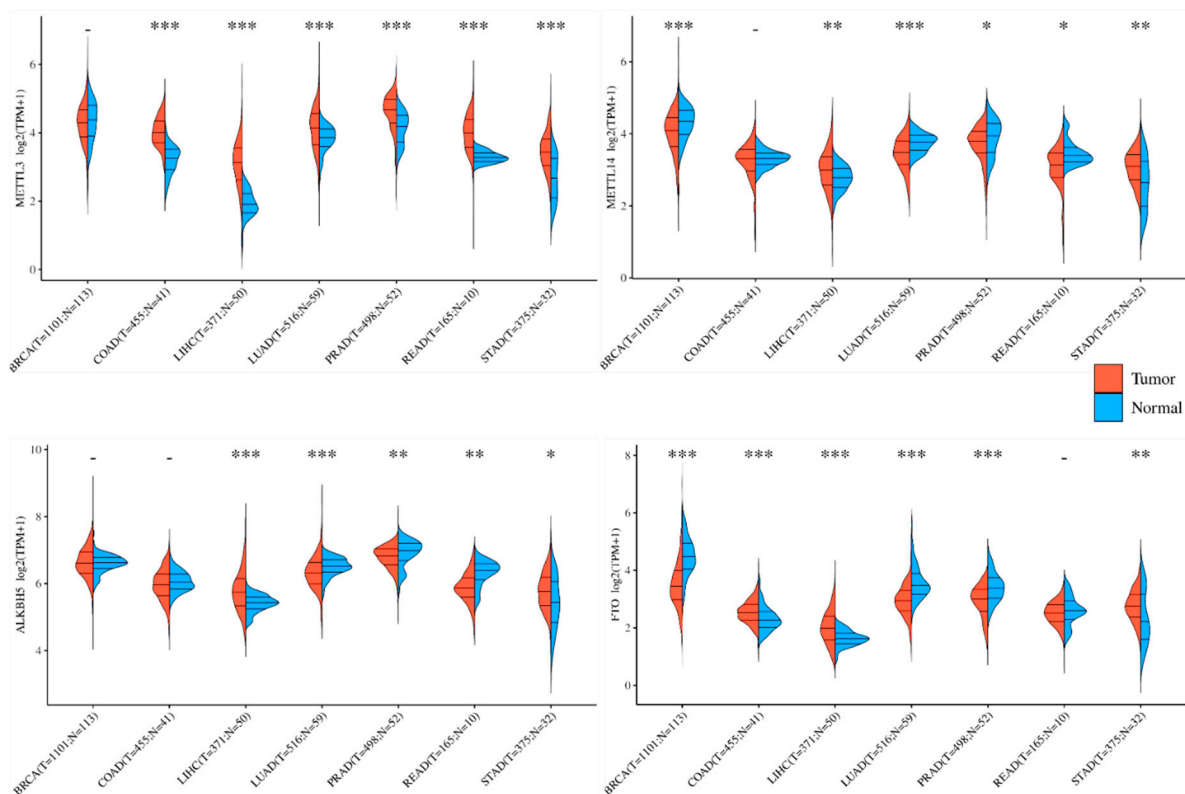 - *** *** *** *** *** ***
METTL3 log2(TPM+1)
6
4
2
0
BRCA(T=1101;N=113)
COAD(T=455;N=41)
LIHC(T=371;N=50)
LUAD(T=516;N=59)
PRAD(T=498;N=52)
READ(T=165;N=10)
STAD(T=375;N=32)
*** - ** *** * * **
METTL14 log2(TPM+1)
6
4
2
0
BRCA(T=1101;N=113)
COAD(T=455;N=41)
LIHC(T=371;N=50)
LUAD(T=516;N=59)
PRAD(T=498;N=52)
READ(T=165;N=10)
STAD(T=375;N=32)
Tumor
Normal
- - *** *** ** ** *
ALKBH5 log2(TPM+1)
10
8
6
4
BRCA(T=1101;N=113)
COAD(T=455;N=41)
LIHC(T=371;N=50)
LUAD(T=516;N=59)
PRAD(T=498;N=52)
READ(T=165;N=10)
STAD(T=375;N=32)
*** *** *** *** *** - **
FTO log2(TPM+1)
8
6
4
2
0
BRCA(T=1101;N=113)
COAD(T=455;N=41)
LIHC(T=371;N=50)
LUAD(T=516;N=59)
PRAD(T=498;N=52)
READ(T=165;N=10)
STAD(T=375;N=32)